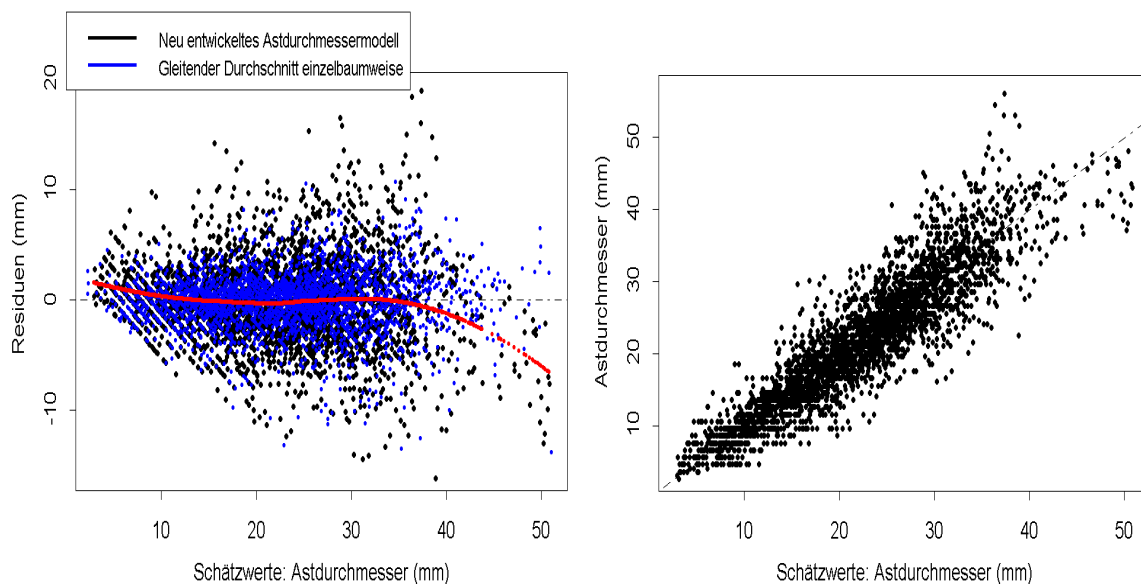 Neu entwickeltes Astdurchmessermodell
Gleitender Durchschnitt einzelbaumweise
Residuen (mm)
20
10
0
-10
10 20 30 40 50
Schätzwerte: Astdurchmesser (mm)
Astdurchmesser (mm)
50
40
30
20
10
10 20 30 40 50
Schätzwerte: Astdurchmesser (mm)